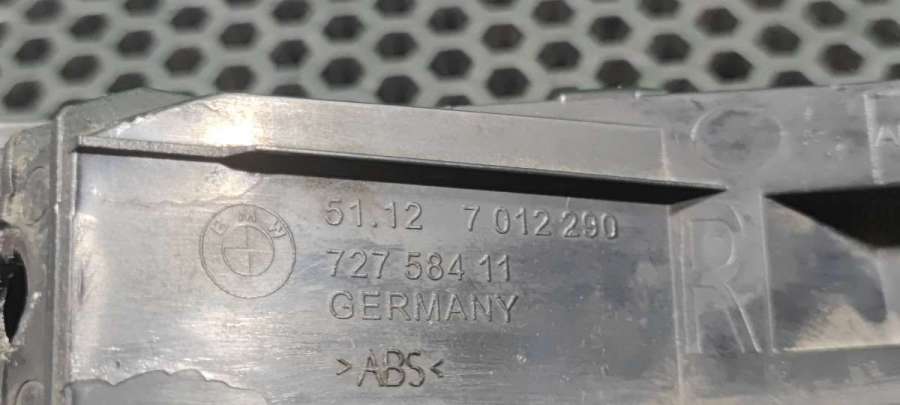 BMW
51.12 7 012 290
727 584 11
GERMANY
>ABS<
R